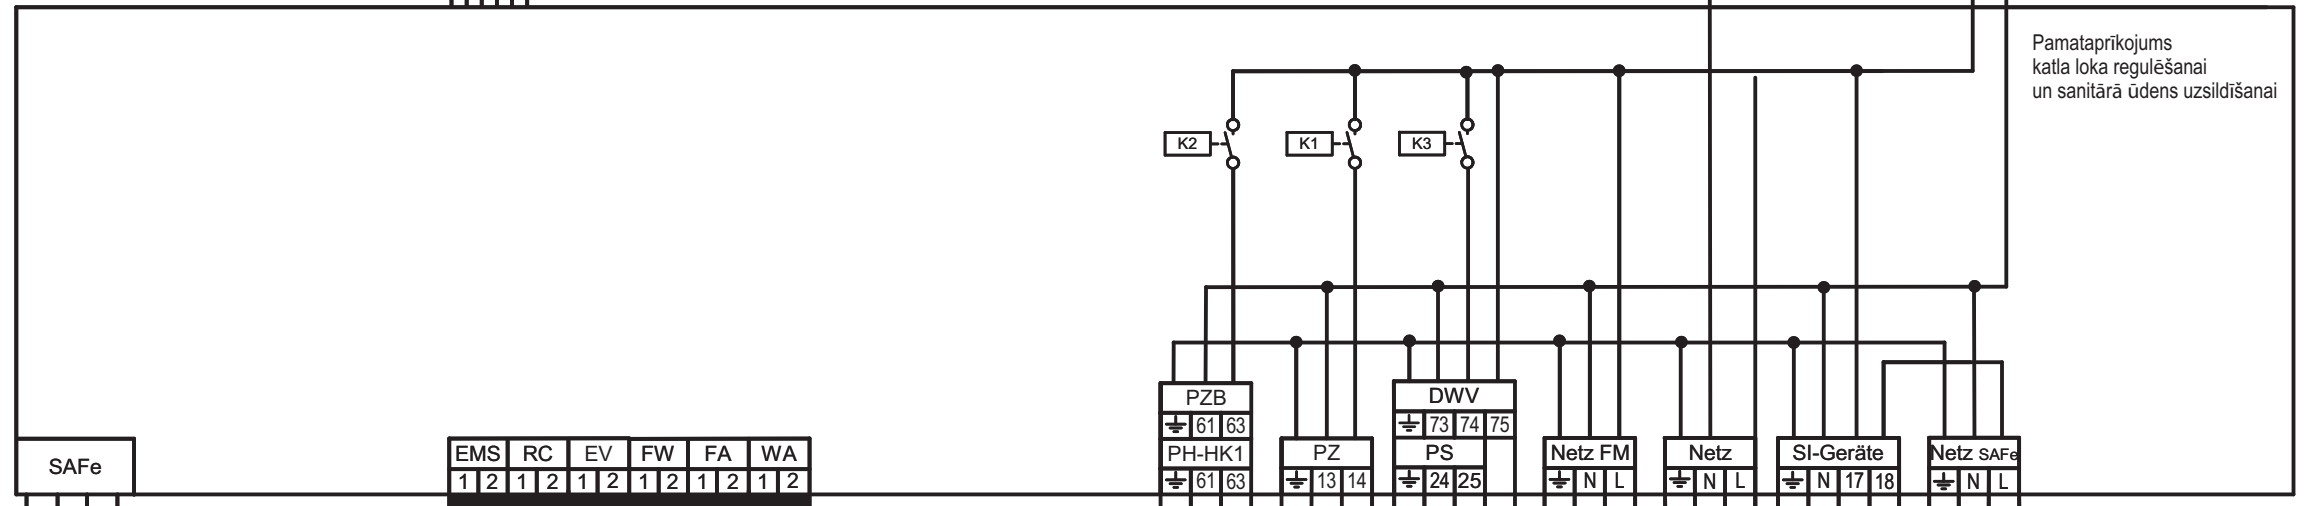 Pamataprīkojums
katla loka regulēšanai
un sanitārā ūdens uzsildīšanai
K2 K1 K3
PZB DWV
61 63 73 74 75
SAFe EMS RC EV FW FA WA PH-HK1 PZ PS Netz FM Netz SI-Geräte Netz SAFe
1 2 1 2 1 2 1 2 1 2 1 2 61 63 13 14 24 25 N L N L N 17 18 N L